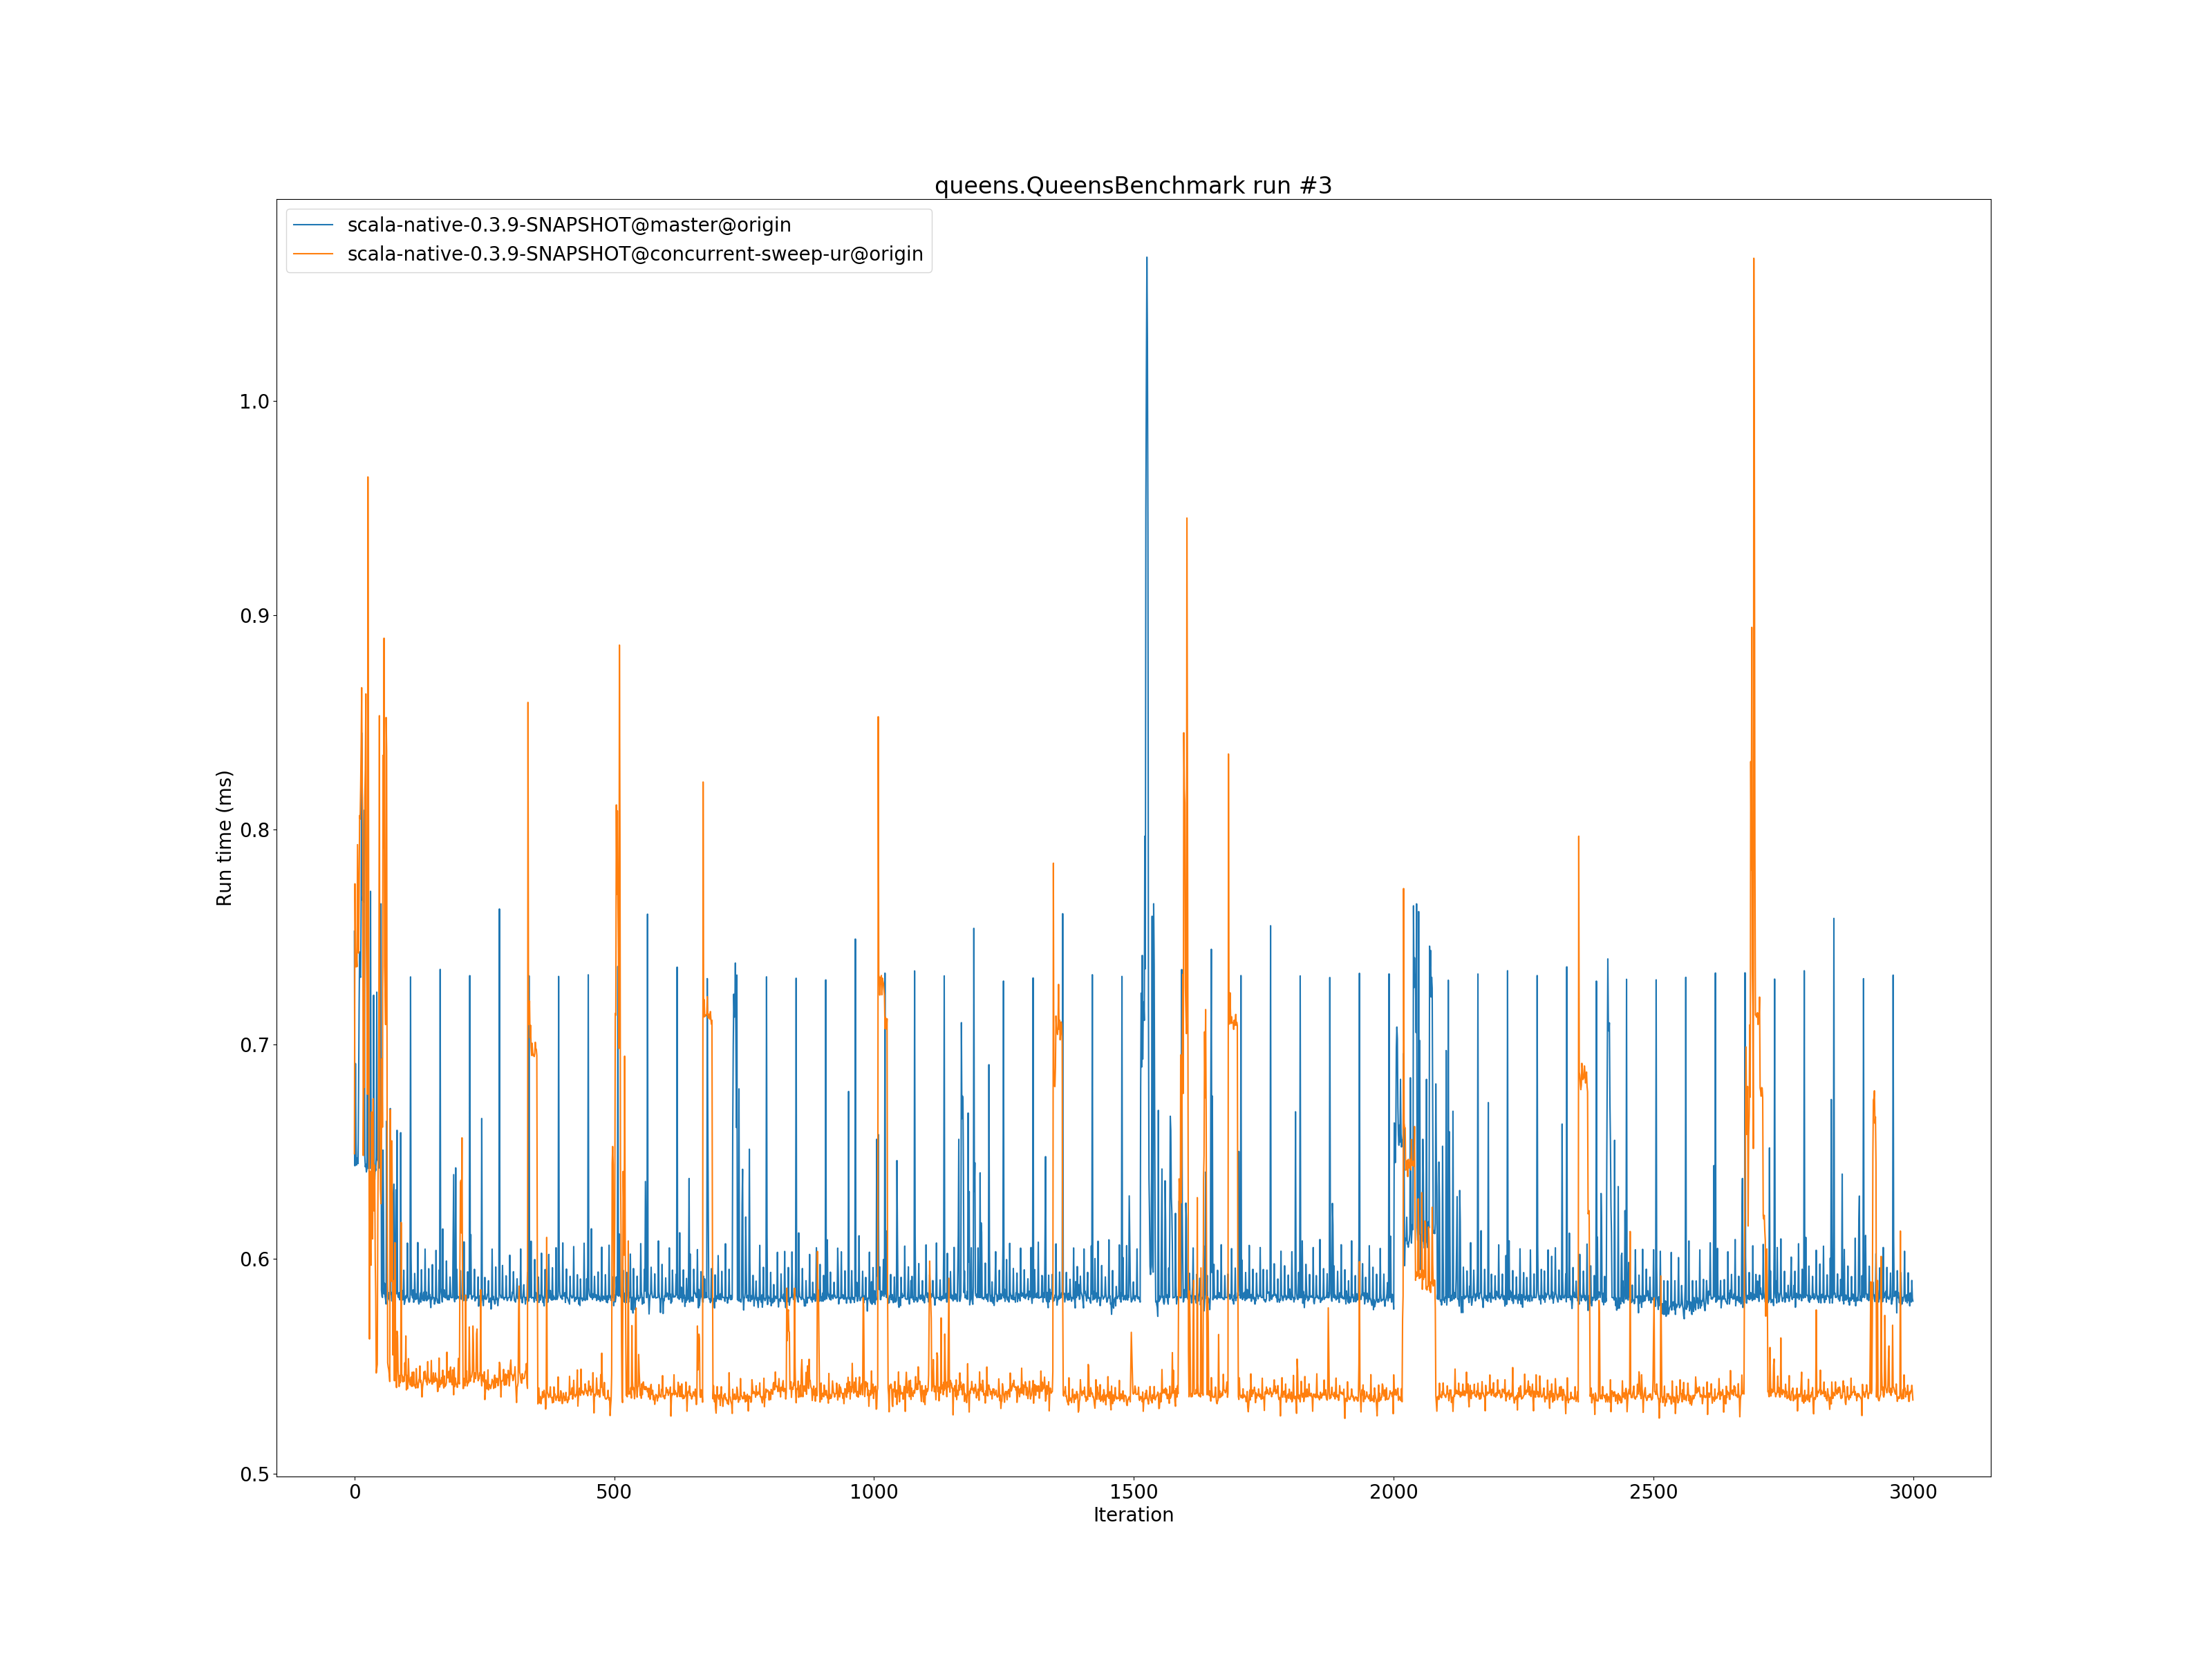 queens.QueensBenchmark run #3
scala-native-0.3.9-SNAPSHOT@master@origin
scala-native-0.3.9-SNAPSHOT@concurrent-sweep-ur@origin
Run time (ms)
1.0
0.9
0.8
0.7
0.6
0.5
0 500 1000 1500 2000 2500 3000
Iteration